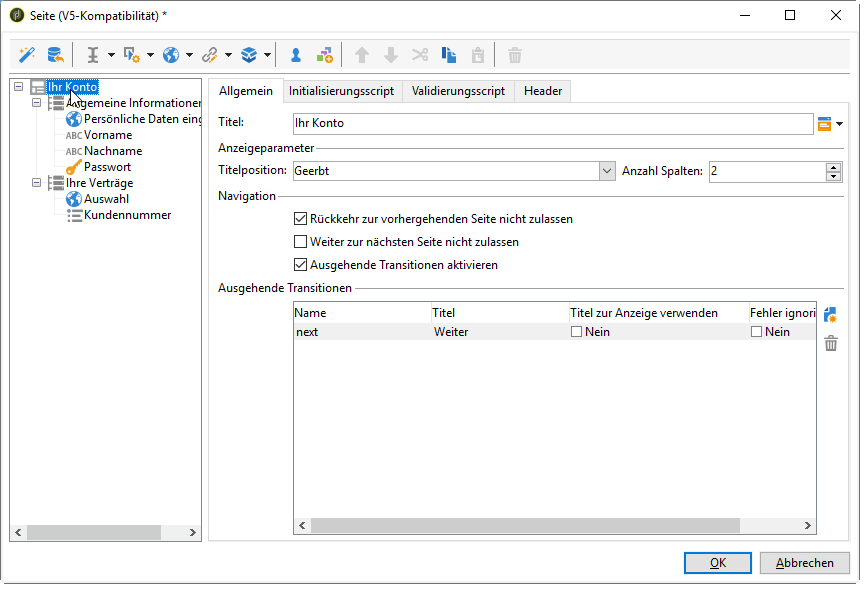 Seite (V5-Kompatibilität) *
Ihr Konto
Allgemeine Informationen
Persönliche Daten eing
ABC Vorname
ABC Nachname
Passwort
Ihre Verträge
Auswahl
Kundennummer
Allgemein Initialisierungsscript Validierungsscript Header
Titel: Ihr Konto
Anzeigeparameter
Titelposition: Geerbt Anzahl Spalten: 2
Navigation
Rückkehr zur vorhergehenden Seite nicht zulassen
Weiter zur nächsten Seite nicht zulassen
Ausgehende Transitionen aktivieren
Ausgehende Transitionen
Name Titel Titel zur Anzeige verwenden Fehler ignori
next Weiter Nein Nein
OK Abbrechen